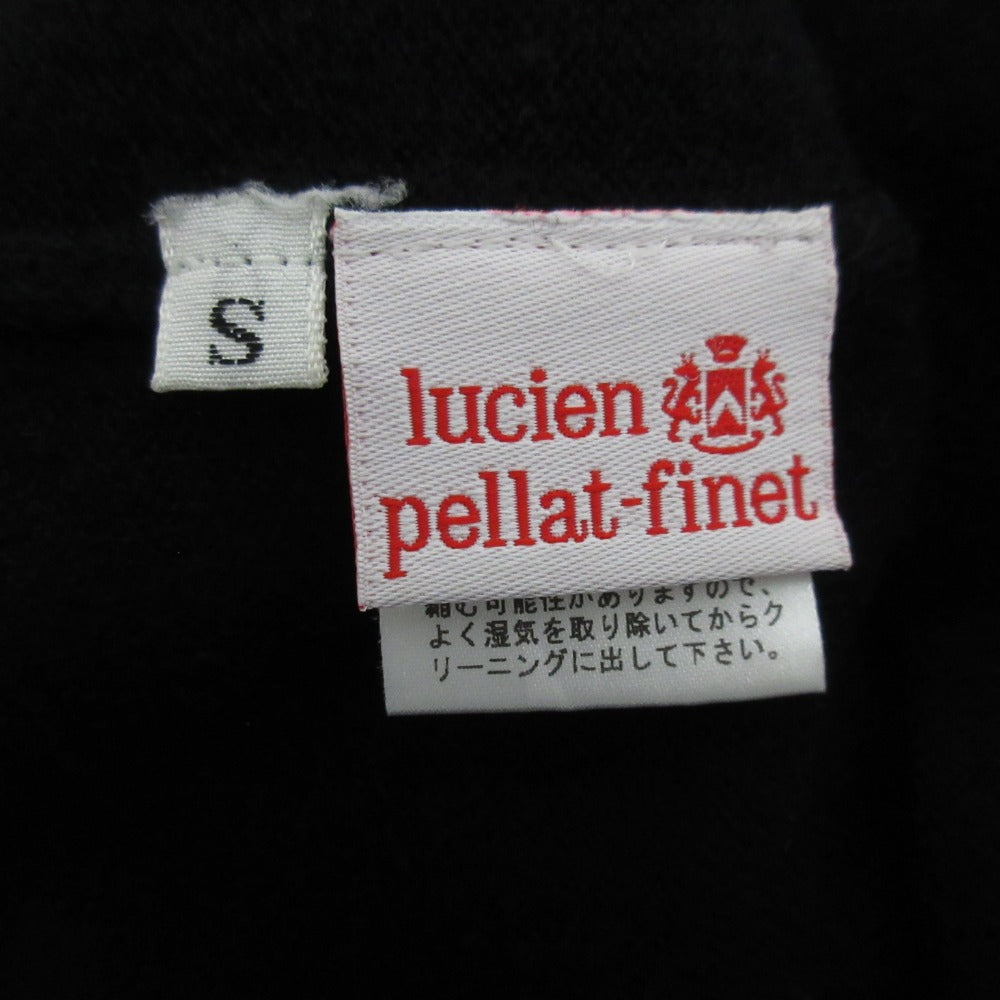 S
lucien
pellat-finet
縮む可能性がありますので、
よく湿気を取り除いてからク
リーニングに出して下さい。